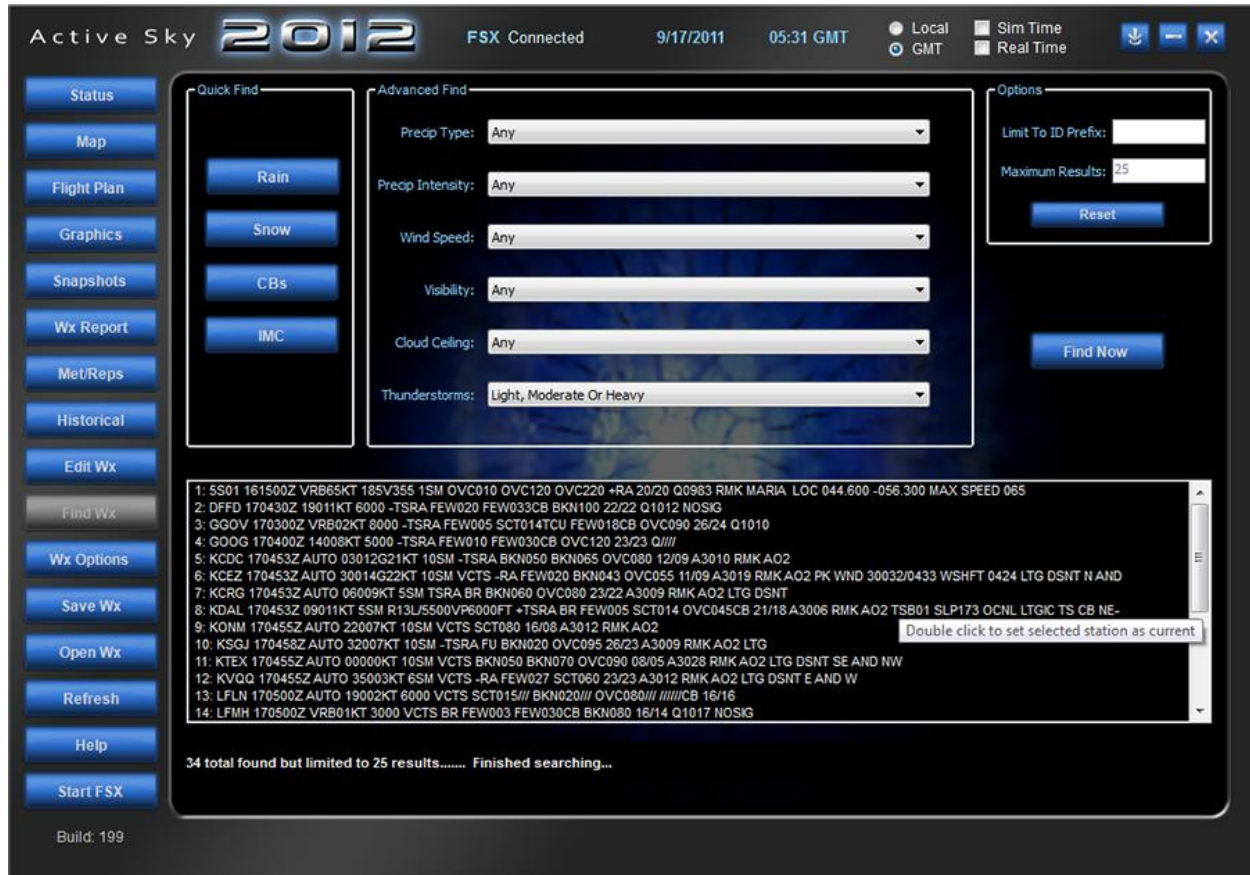 Active Sky 2012 FSX Connected 9/17/2011 05:31 GMT
Local
GMT
Sim Time
Real Time
Status
Map
Flight Plan
Graphics
Snapshots
Wx Report
Met/Reps
Historical
Edit Wx
Find Wx
Wx Options
Save Wx
Open Wx
Refresh
Help
Start FSX
Build: 199
Quick Find
Rain
Snow
CBs
IMC
Advanced Find
Precip Type: Any
Precip Intensity: Any
Wind Speed: Any
Visibility: Any
Cloud Ceiling: Any
Thunderstorms: Light, Moderate Or Heavy
Options
Limit To ID Prefix:
Maximum Results: 25
Reset
Find Now
1: 5S01 161500Z VRB65KT 185V355 1SM OVC010 OVC120 OVC220 +RA 20/20 Q0983 RMK MARIA LOC 044.600 -056.300 MAX SPEED 065
2: DFFD 170430Z 19011KT 6000 -TSRA FEW020 FEW033CB BKN100 22/22 Q1012 NOSIG
3: GGOV 170300Z VRB02KT 8000 -TSRA FEW005 SCT014TCU FEW018CB OVC090 26/24 Q1010
4: GOOG 170400Z 14008KT 5000 -TSRA FEW010 FEW030CB OVC120 23/23 Q////
5: KCDC 170453Z AUTO 03012G21KT 10SM -TSRA BKN050 BKN065 OVC080 12/09 A3010 RMK AO2
6: KCEZ 170453Z AUTO 30014G22KT 10SM VCTS -RA FEW020 BKN043 OVC055 11/09 A3019 RMK AO2 PK WND 30032/0433 WSHFT 0424 LTG DSNT N AND
7: KCRG 170453Z AUTO 06009KT 5SM TSRA BR BKN060 OVC080 23/22 A3009 RMK AO2 LTG DSNT
8: KDAL 170453Z 09011KT 5SM R13L/5500VP6000FT +TSRA BR FEW005 SCT014 OVC045CB 21/18 A3006 RMK AO2 TSB01 SLP173 OCNL LTGIC TS CB NE-
9: KONM 170455Z AUTO 22007KT 10SM VCTS SCT080 16/08 A3012 RMK AO2
10: KSGJ 170458Z AUTO 32007KT 10SM -TSRA FU BKN020 OVC095 26/23 A3009 RMK AO2 LTG
11: KTEX 170455Z AUTO 00000KT 10SM VCTS BKN050 BKN070 OVC090 08/05 A3028 RMK AO2 LTG DSNT SE AND NW
12: KVQQ 170455Z AUTO 35003KT 6SM VCTS -RA FEW027 SCT060 23/23 A3012 RMK AO2 LTG DSNT E AND W
13: LFLN 170500Z AUTO 19002KT 6000 VCTS SCT015/// BKN020/// OVC080/// //////CB 16/16
14: LFMH 170500Z VRB01KT 3000 VCTS BR FEW003 FEW030CB BKN080 16/14 Q1017 NOSIG
Double click to set selected station as current
34 total found but limited to 25 results....... Finished searching...